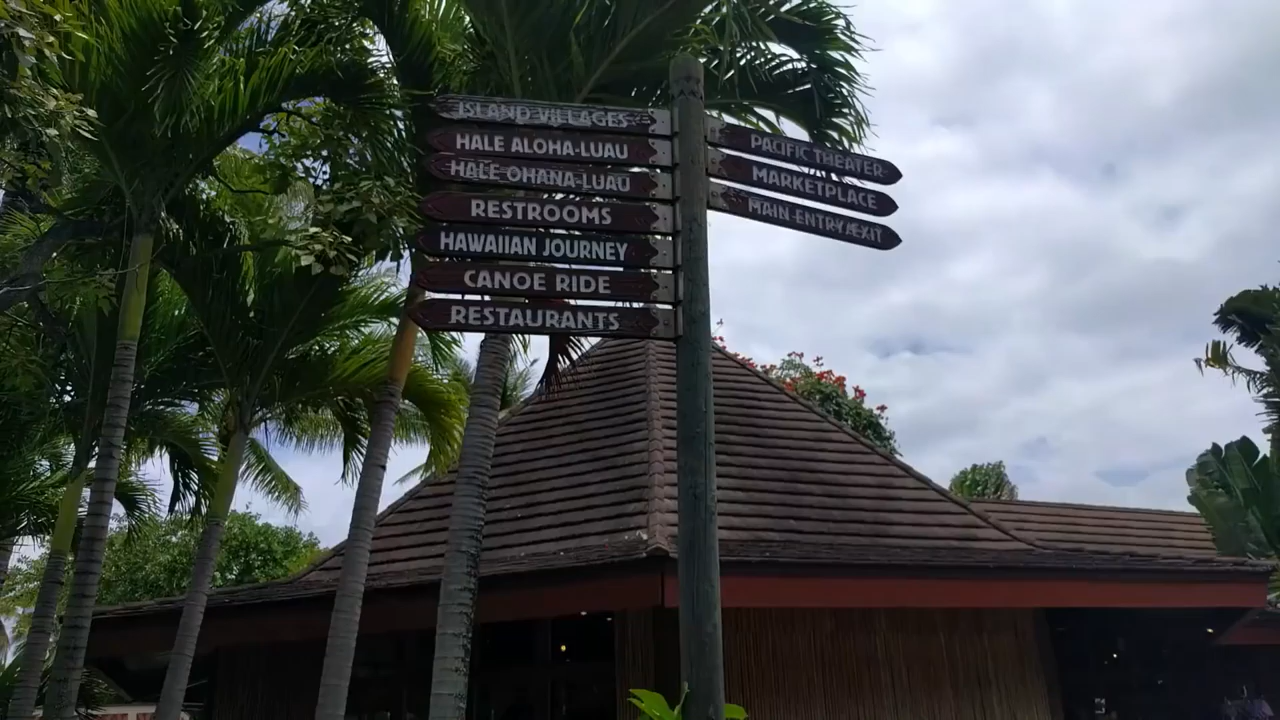 ISLAND VILLAGES
HALE ALOHA-LUAU
HALE OHANA-LUAU
RESTROOMS
HAWAIIAN JOURNEY
CANOE RIDE
RESTAURANTS
PACIFIC THEATER
MARKETPLACE
MAIN ENTRY/EXIT